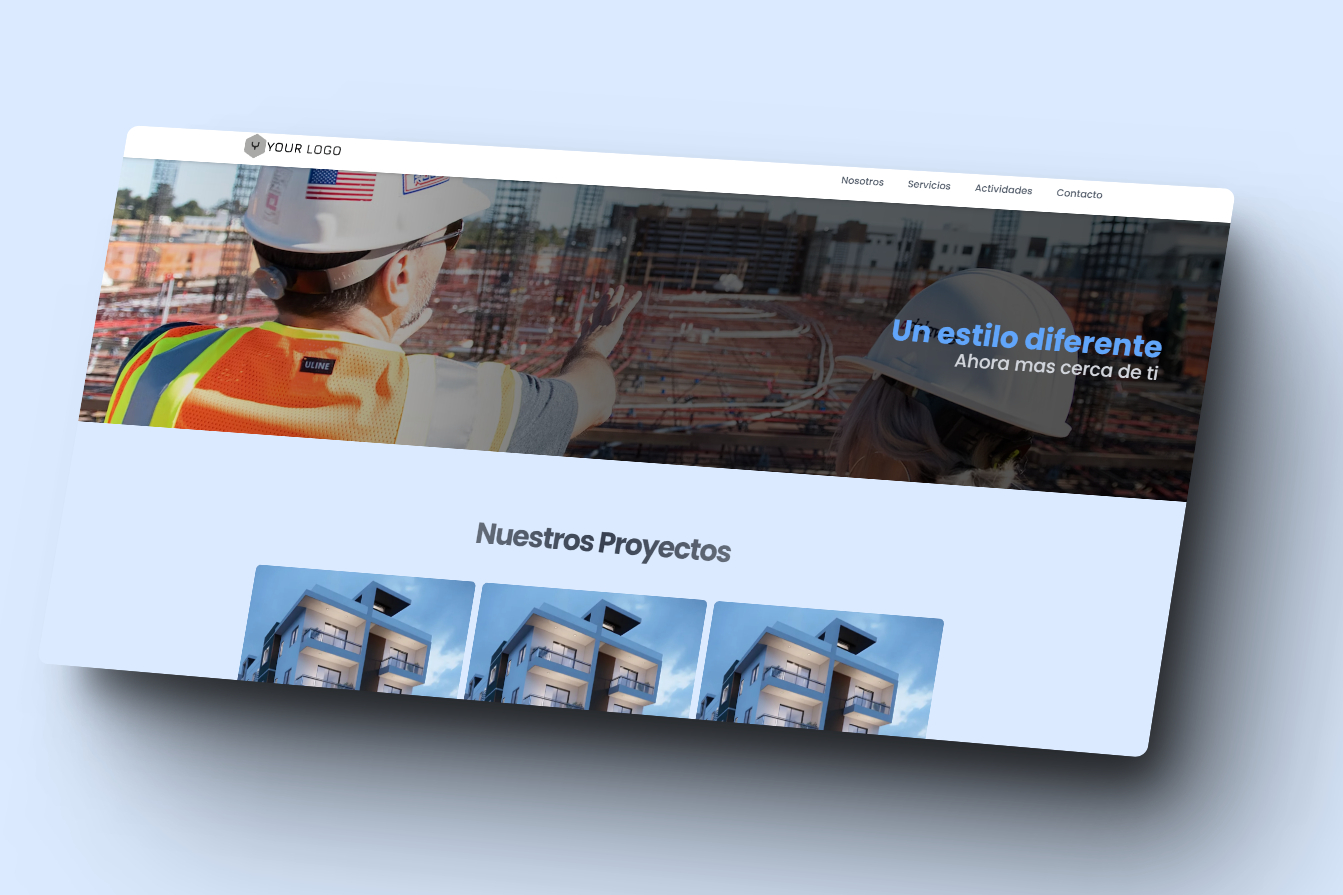 YOUR LOGO
Nosotros Servicios Actividades Contacto
ULINE
Un estilo diferente
Ahora mas cerca de ti
Nuestros Proyectos